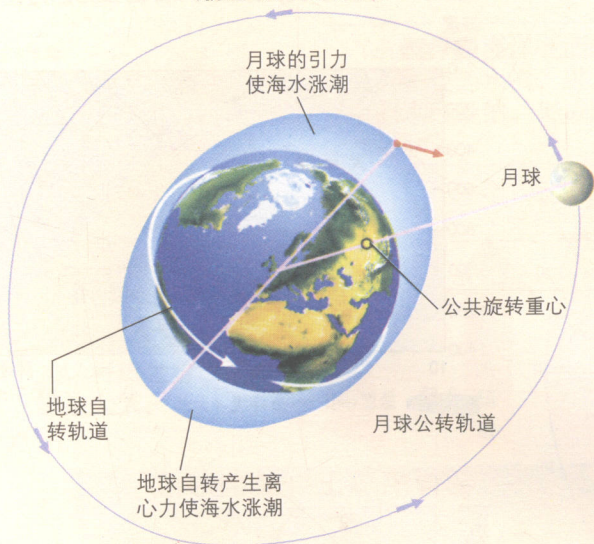 月球的引力
使海水涨潮
月球
公共旋转重心
地球自
转轨道
月球公转轨道
地球自转产生离
心力使海水涨潮